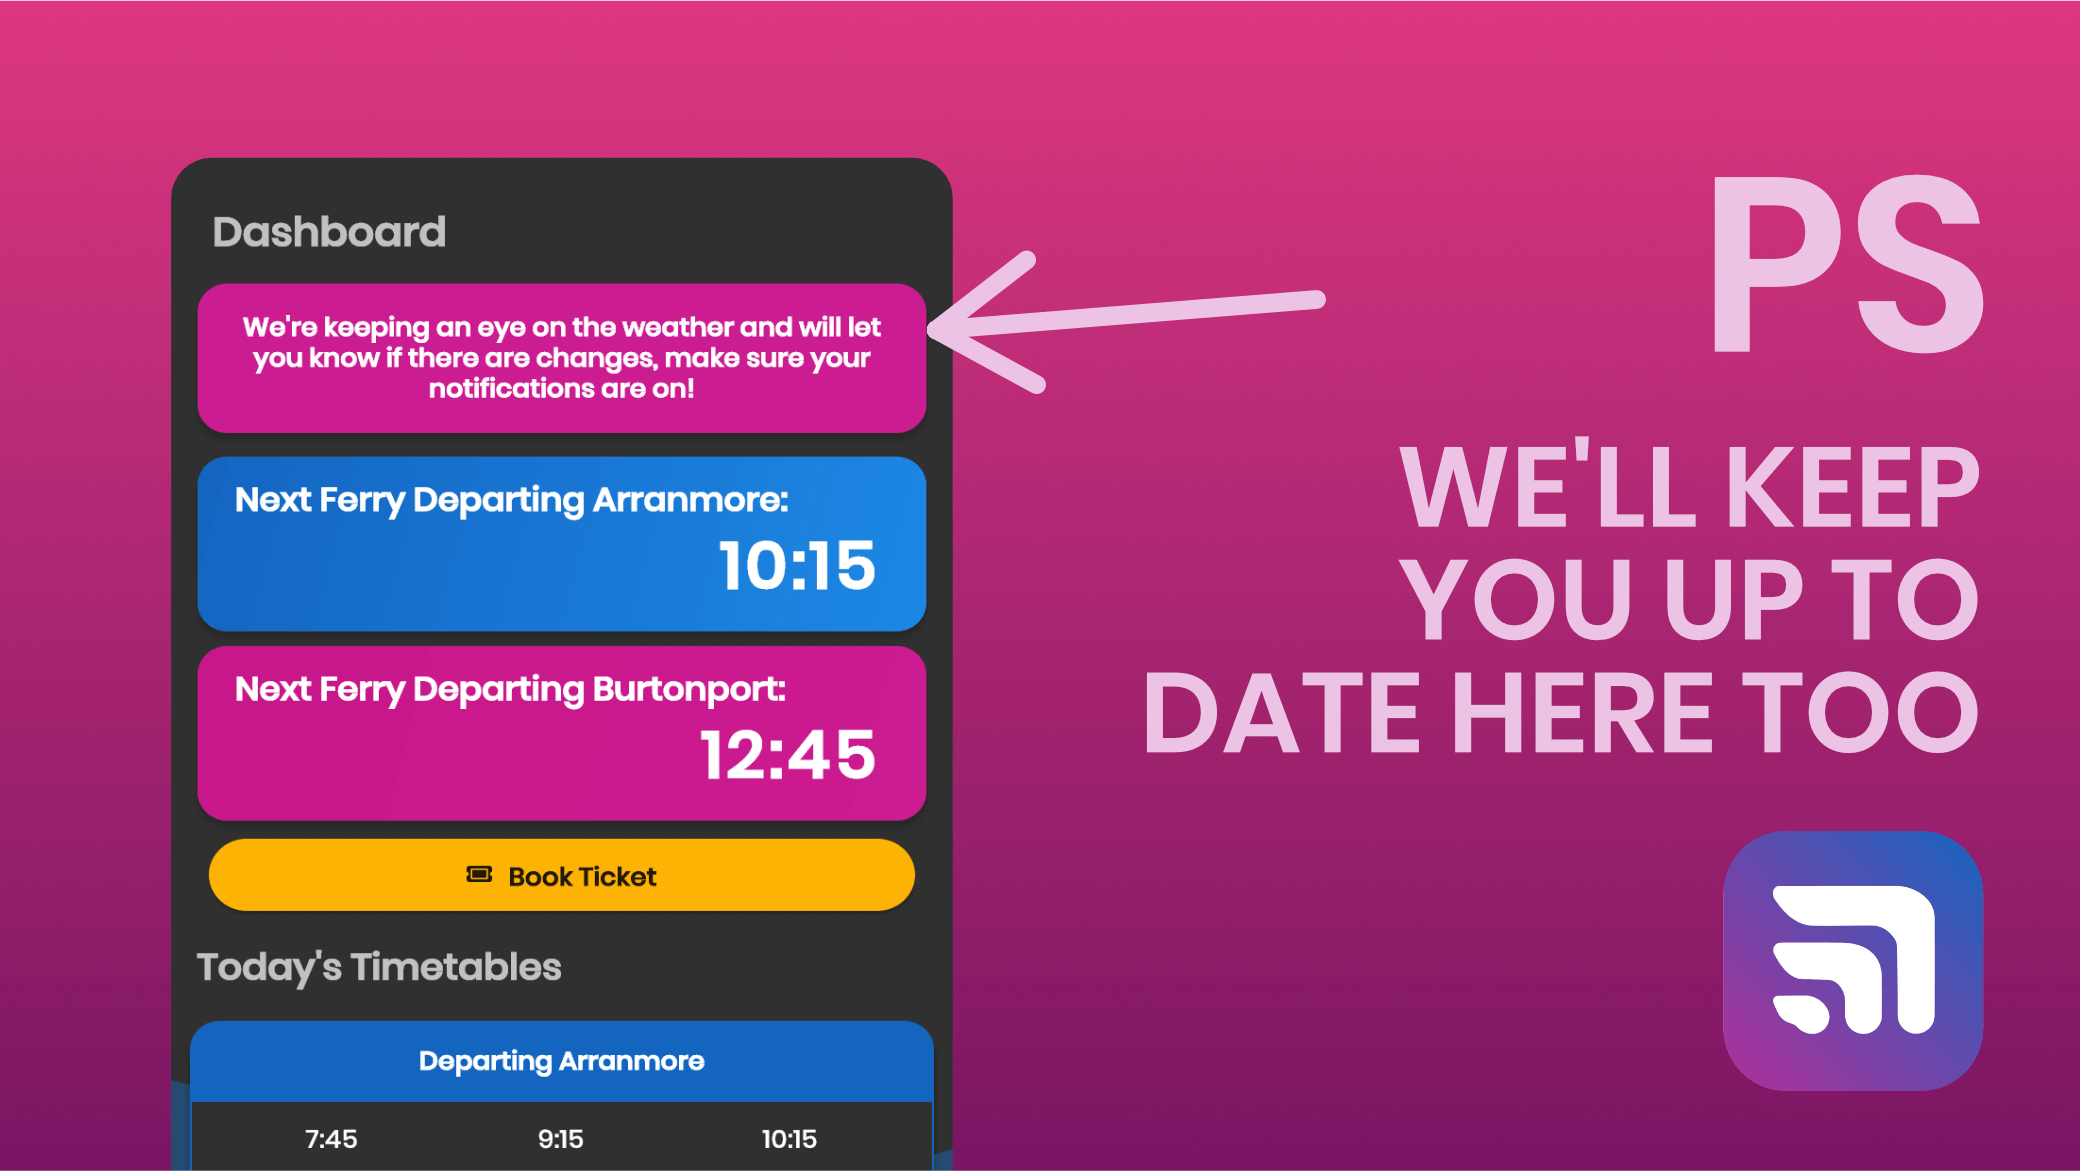 Dashboard
We're keeping an eye on the weather and will let
you know if there are changes, make sure your
notifications are on!
Next Ferry Departing Arranmore:
10:15
Next Ferry Departing Burtonport:
12:45
Book Ticket
Today's Timetables
Departing Arranmore
7:45 9:15 10:15
PS
WE'LL KEEP
YOU UP TO
DATE HERE TOO